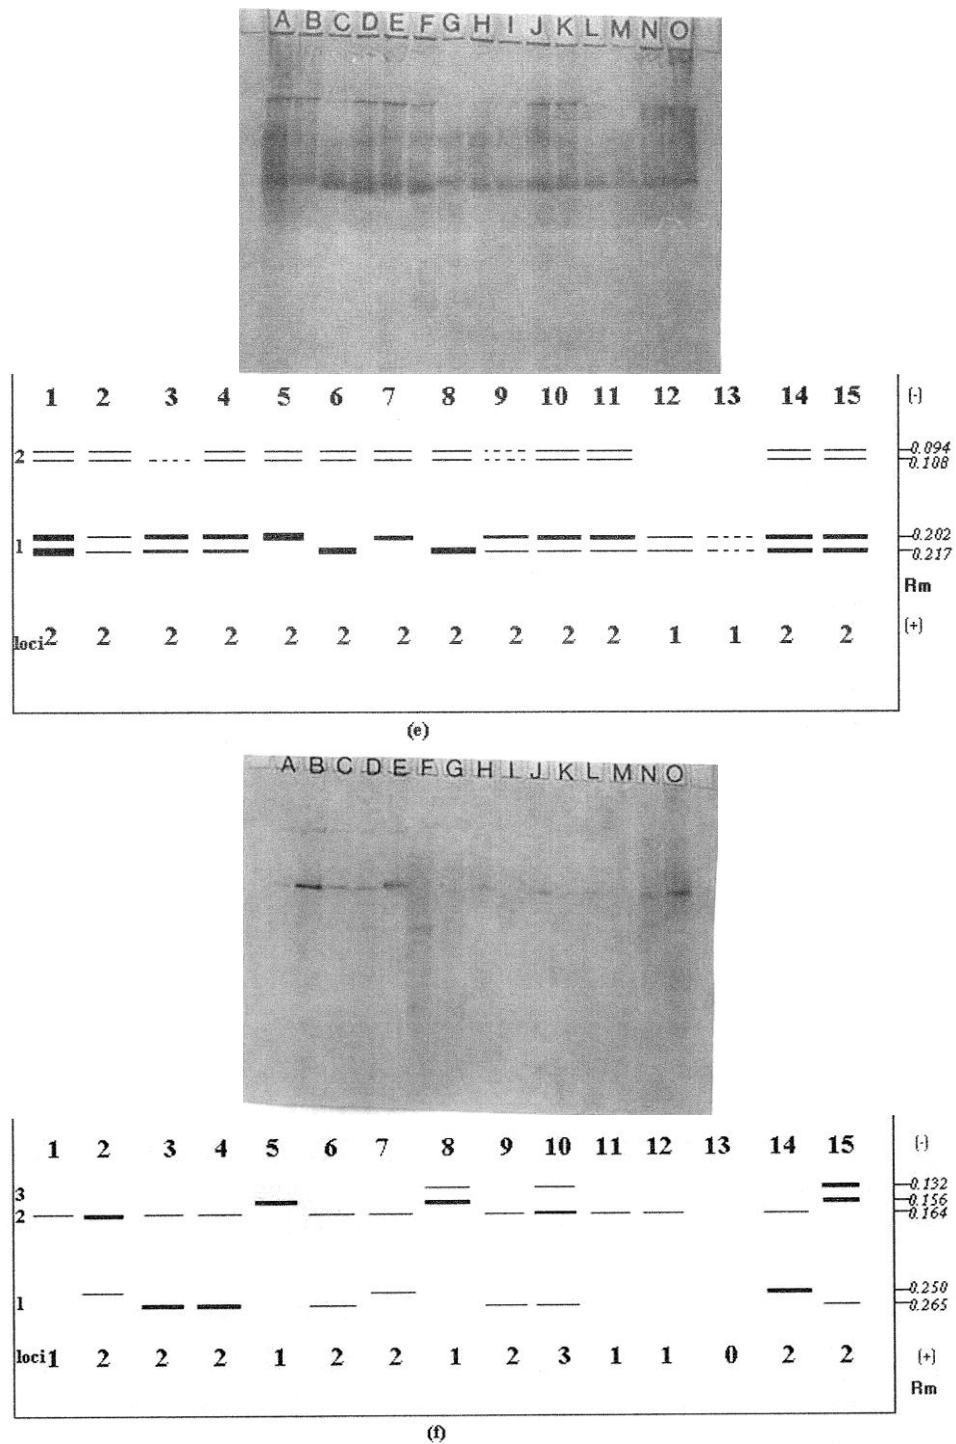 A B C D E F G H I J K L M N O
1 2 3 4 5 6 7 8 9 10 11 12 13 14 15 (-)
2 0.094
0.108
1 0.202
0.217
Rm
loci 2 2 2 2 2 2 2 2 2 2 2 1 1 2 2 (+)
(e)
A B C D E F G H I J K L M N O
1 2 3 4 5 6 7 8 9 10 11 12 13 14 15 (-)
3 0.132
0.156
2 0.164
0.250
1 0.265
loci 1 2 2 2 1 2 2 1 2 3 1 1 0 2 2 (+)
Rm
(f)